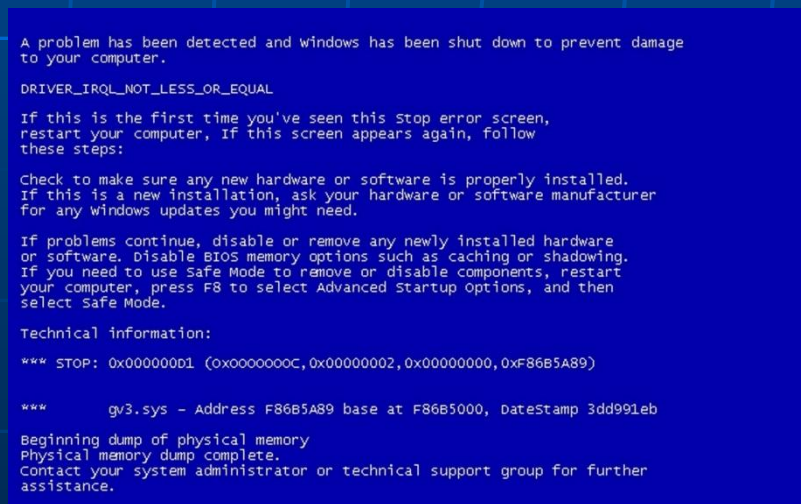 A problem has been detected and Windows has been shut down to prevent damage
to your computer.
DRIVER_IRQL_NOT_LESS_OR_EQUAL
If this is the first time you've seen this Stop error screen,
restart your computer, If this screen appears again, follow
these steps:
Check to make sure any new hardware or software is properly installed.
If this is a new installation, ask your hardware or software manufacturer
for any Windows updates you might need.
If problems continue, disable or remove any newly installed hardware
or software. Disable BIOS memory options such as caching or shadowing.
If you need to use Safe Mode to remove or disable components, restart
your computer, press F8 to select Advanced Startup Options, and then
select Safe Mode.
Technical information:
*** STOP: 0x000000D1 (0x0000000C,0x00000002,0x00000000,0xF86B5A89)
*** gv3.sys – Address F86B5A89 base at F86B5000, DateStamp 3dd991eb
Beginning dump of physical memory
Physical memory dump complete.
Contact your system administrator or technical support group for further
assistance.